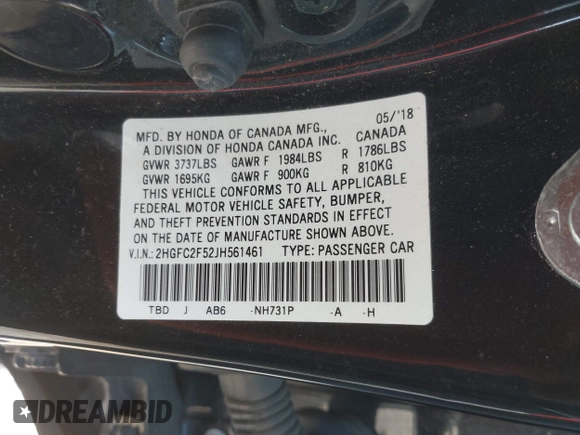 05/'18
MFD. BY HONDA OF CANADA MFG., CANADA
A DIVISION OF HONDA CANADA INC.
GVWR 3737LBS GAWR F 1984LBS R 1786LBS
GVWR 1695KG GAWR F 900KG R 810KG
THIS VEHICLE CONFORMS TO ALL APPLICABLE
FEDERAL MOTOR VEHICLE SAFETY, BUMPER,
AND THEFT PREVENTION STANDARDS IN EFFECT
ON THE DATE OF MANUFACTURE SHOWN ABOVE.
V.I.N.: 2HGFC2F52JH561461 TYPE: PASSENGER CAR
TBD J AB6 -NH731P -A -H
DREAMBID